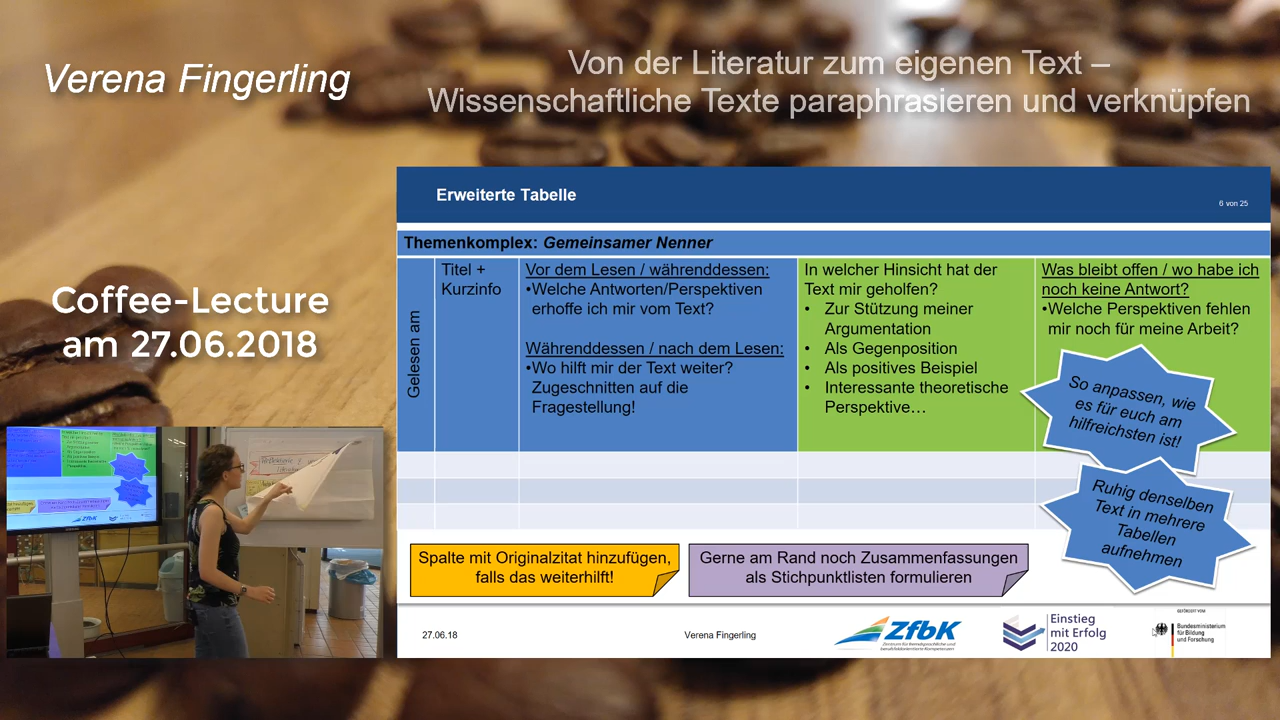 Verena Fingerling
Von der Literatur zum eigenen Text –
Wissenschaftliche Texte paraphrasieren und verknüpfen
Coffee-Lecture
am 27.06.2018
Erweiterte Tabelle
6 von 25
Themenkomplex: Gemeinsamer Nenner
Gelesen am
Titel +
Kurzinfo
Vor dem Lesen / währenddessen:
•Welche Antworten/Perspektiven
erhoffe ich mir vom Text?
Währenddessen / nach dem Lesen:
•Wo hilft mir der Text weiter?
Zugeschnitten auf die
Fragestellung!
In welcher Hinsicht hat der
Text mir geholfen?
• Zur Stützung meiner
Argumentation
• Als Gegenposition
• Als positives Beispiel
• Interessante theoretische
Perspektive…
Was bleibt offen / wo habe ich
noch keine Antwort?
•Welche Perspektiven fehlen
mir noch für meine Arbeit?
So anpassen, wie
es für euch am
hilfreichsten ist!
Ruhig denselben
Text in mehrere
Tabellen
aufnehmen
Spalte mit Originalzitat hinzufügen,
falls das weiterhilft!
Gerne am Rand noch Zusammenfassungen
als Stichpunktlisten formulieren
27.06.18
Verena Fingerling
ZfbK
Einstieg
mit Erfolg
2020
GEFÖRDERT VOM
Bundesministerium
für Bildung
und Forschung